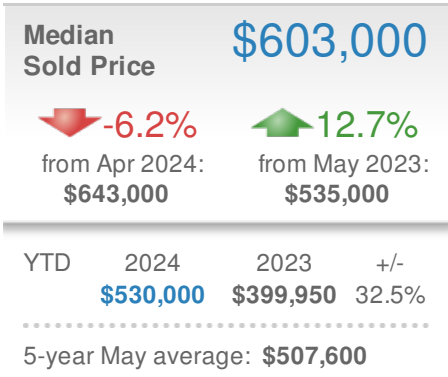 Median
Sold Price
$603,000
-6.2%
from Apr 2024:
$643,000
12.7%
from May 2023:
$535,000
YTD 2024 2023 +/-
$530,000 $399,950 32.5%
5-year May average: $507,600